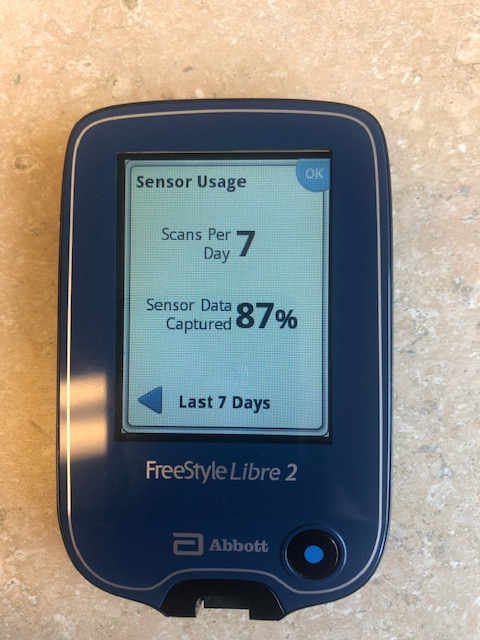 Sensor Usage
OK
Scans Per
Day
7
Sensor Data
Captured
87%
Last 7 Days
FreeStyle Libre 2
Abbott